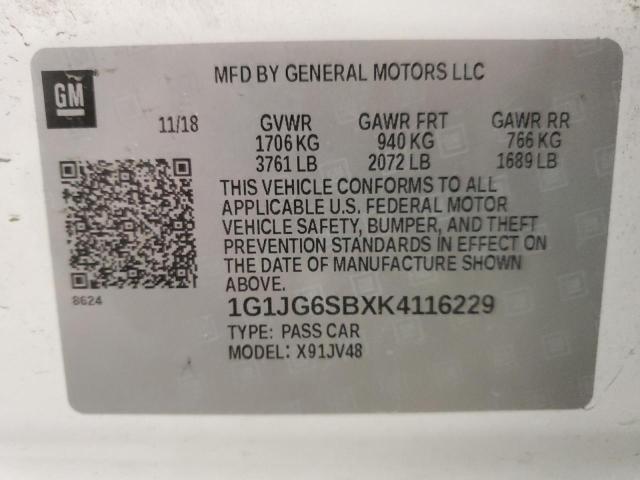 GM
MFD BY GENERAL MOTORS LLC
11/18 GVWR GAWR FRT GAWR RR
1706 KG 940 KG 766 KG
3761 LB 2072 LB 1689 LB
THIS VEHICLE CONFORMS TO ALL
APPLICABLE U.S. FEDERAL MOTOR
VEHICLE SAFETY, BUMPER, AND THEFT
PREVENTION STANDARDS IN EFFECT ON
THE DATE OF MANUFACTURE SHOWN
ABOVE.
8624
1G1JG6SBXK4116229
TYPE: PASS CAR
MODEL: X91JV48